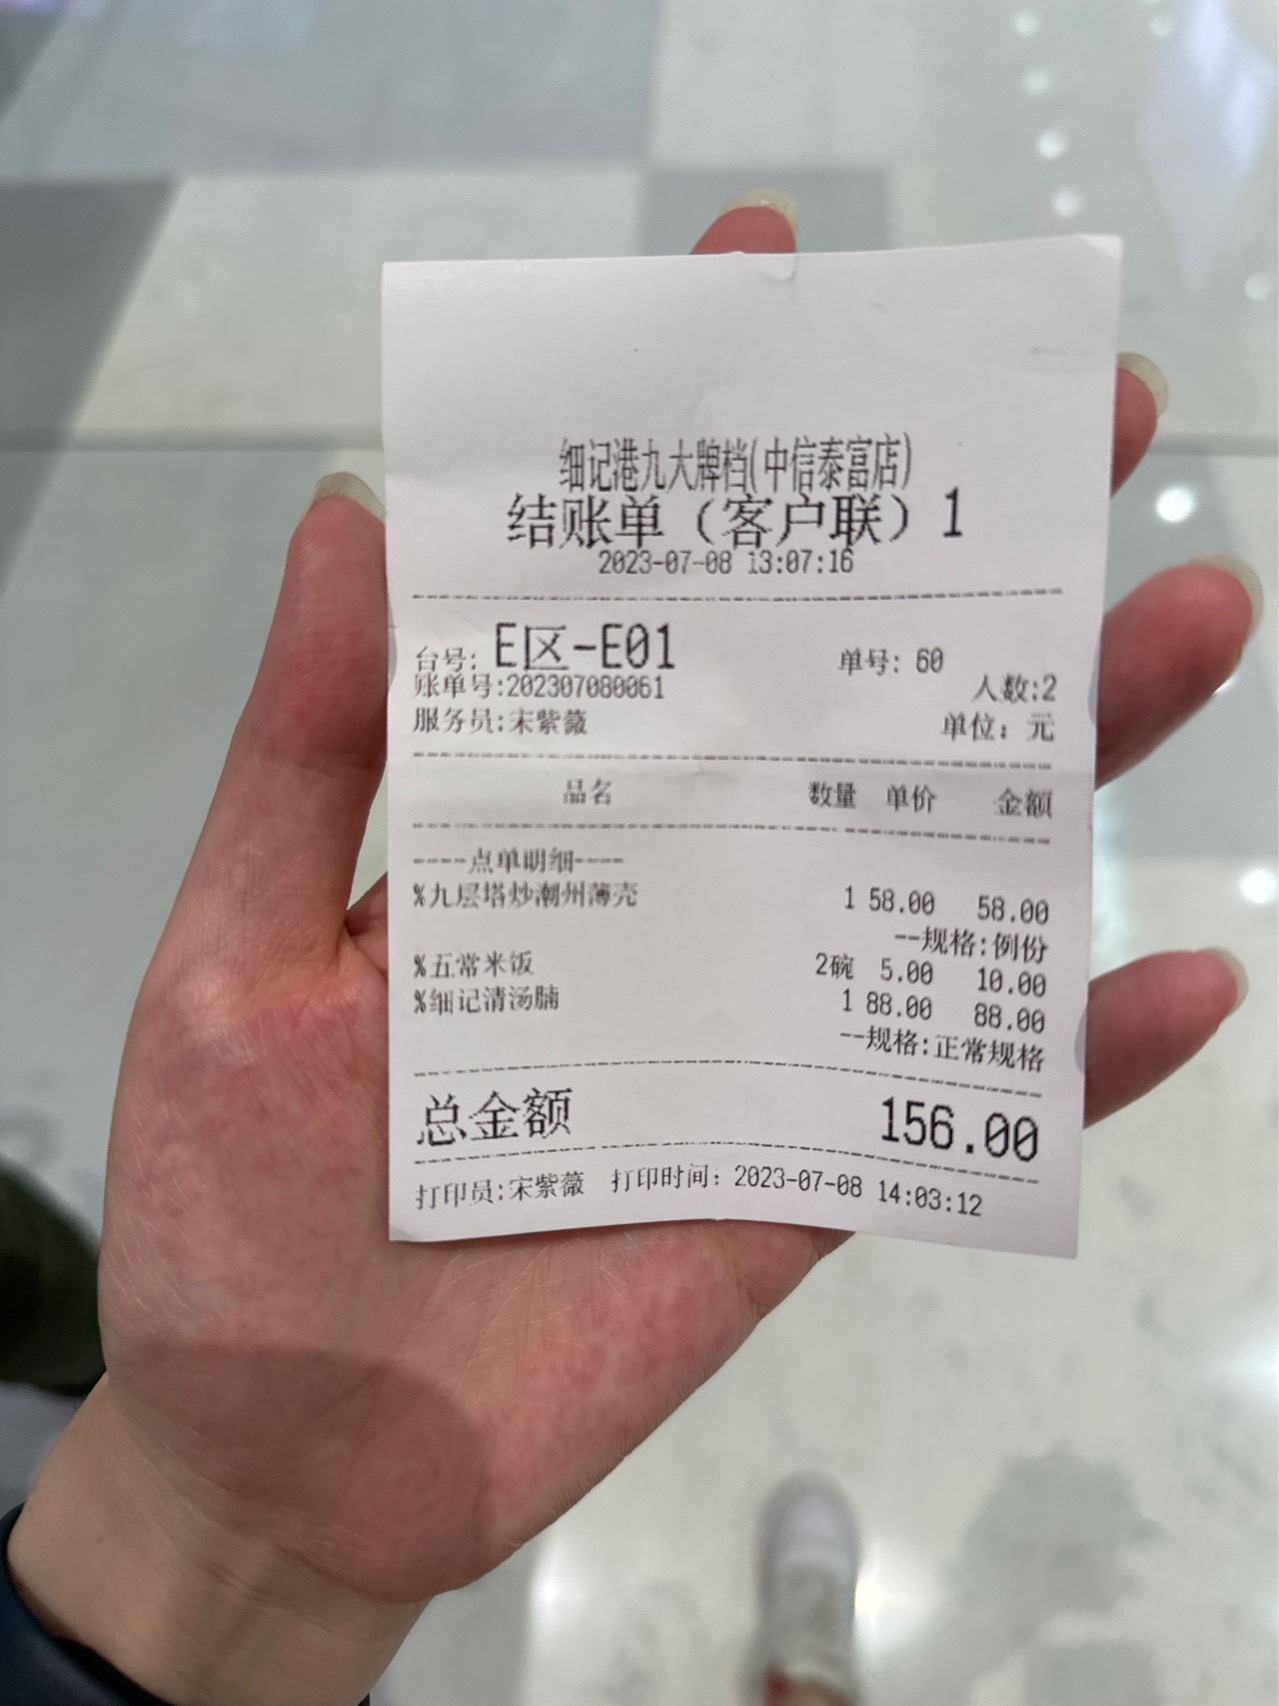 细记港九大牌档(中信泰富店)
结账单（客户联）1
2023-07-08 13:07:16
台号: E区-E01 单号: 60
账单号:202307080061 人数:2
服务员:宋紫薇 单位: 元
品名 数量 单价 金额
----点单明细----
%九层塔炒潮州薄壳 1 58.00 58.00
--规格:例份
%五常米饭 2碗 5.00 10.00
%细记清汤腩 1 88.00 88.00
--规格:正常规格
总金额 156.00
打印员:宋紫薇 打印时间: 2023-07-08 14:03:12